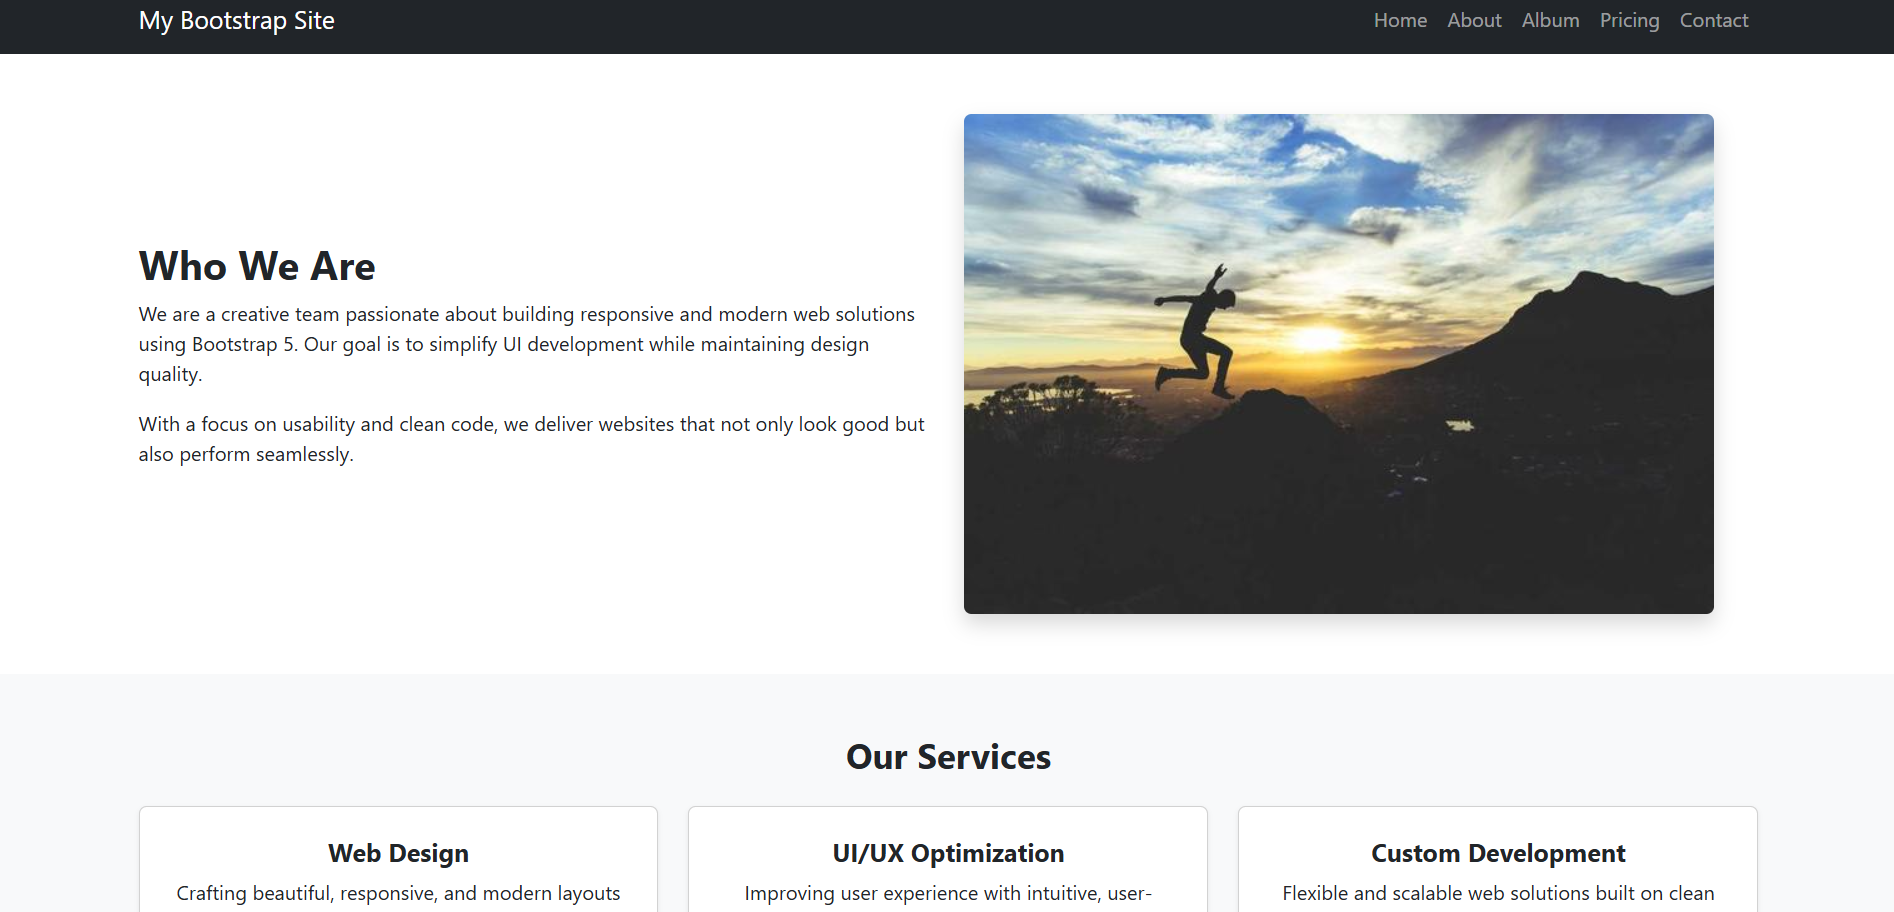 My Bootstrap Site
Home About Album Pricing Contact
Who We Are
We are a creative team passionate about building responsive and modern web solutions
using Bootstrap 5. Our goal is to simplify UI development while maintaining design
quality.
With a focus on usability and clean code, we deliver websites that not only look good but
also perform seamlessly.
Our Services
Web Design
Crafting beautiful, responsive, and modern layouts
UI/UX Optimization
Improving user experience with intuitive, user-
Custom Development
Flexible and scalable web solutions built on clean